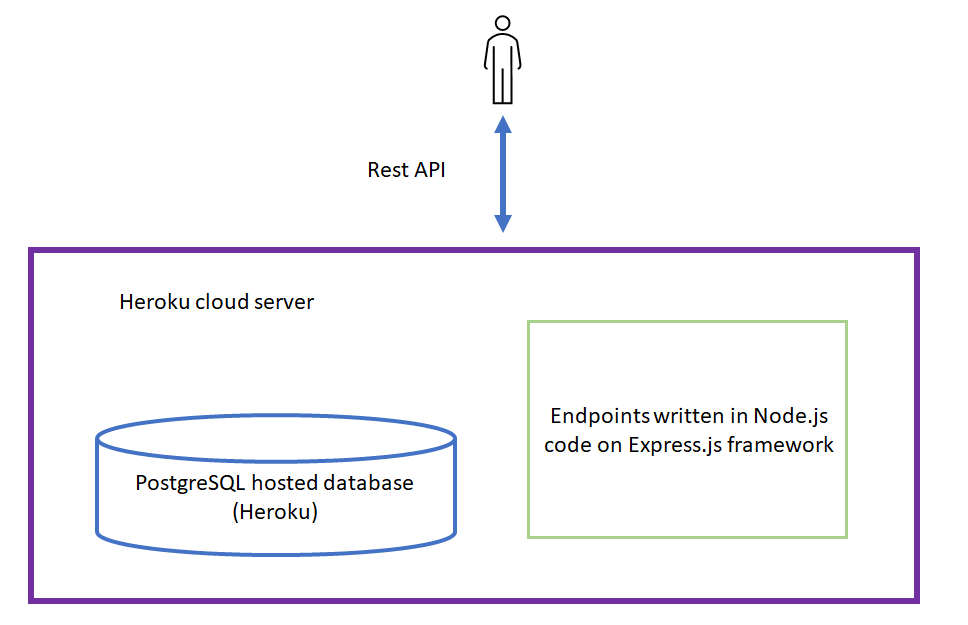 Rest API
Heroku cloud server
Endpoints written in Node.js
code on Express.js framework
PostgreSQL hosted database
(Heroku)